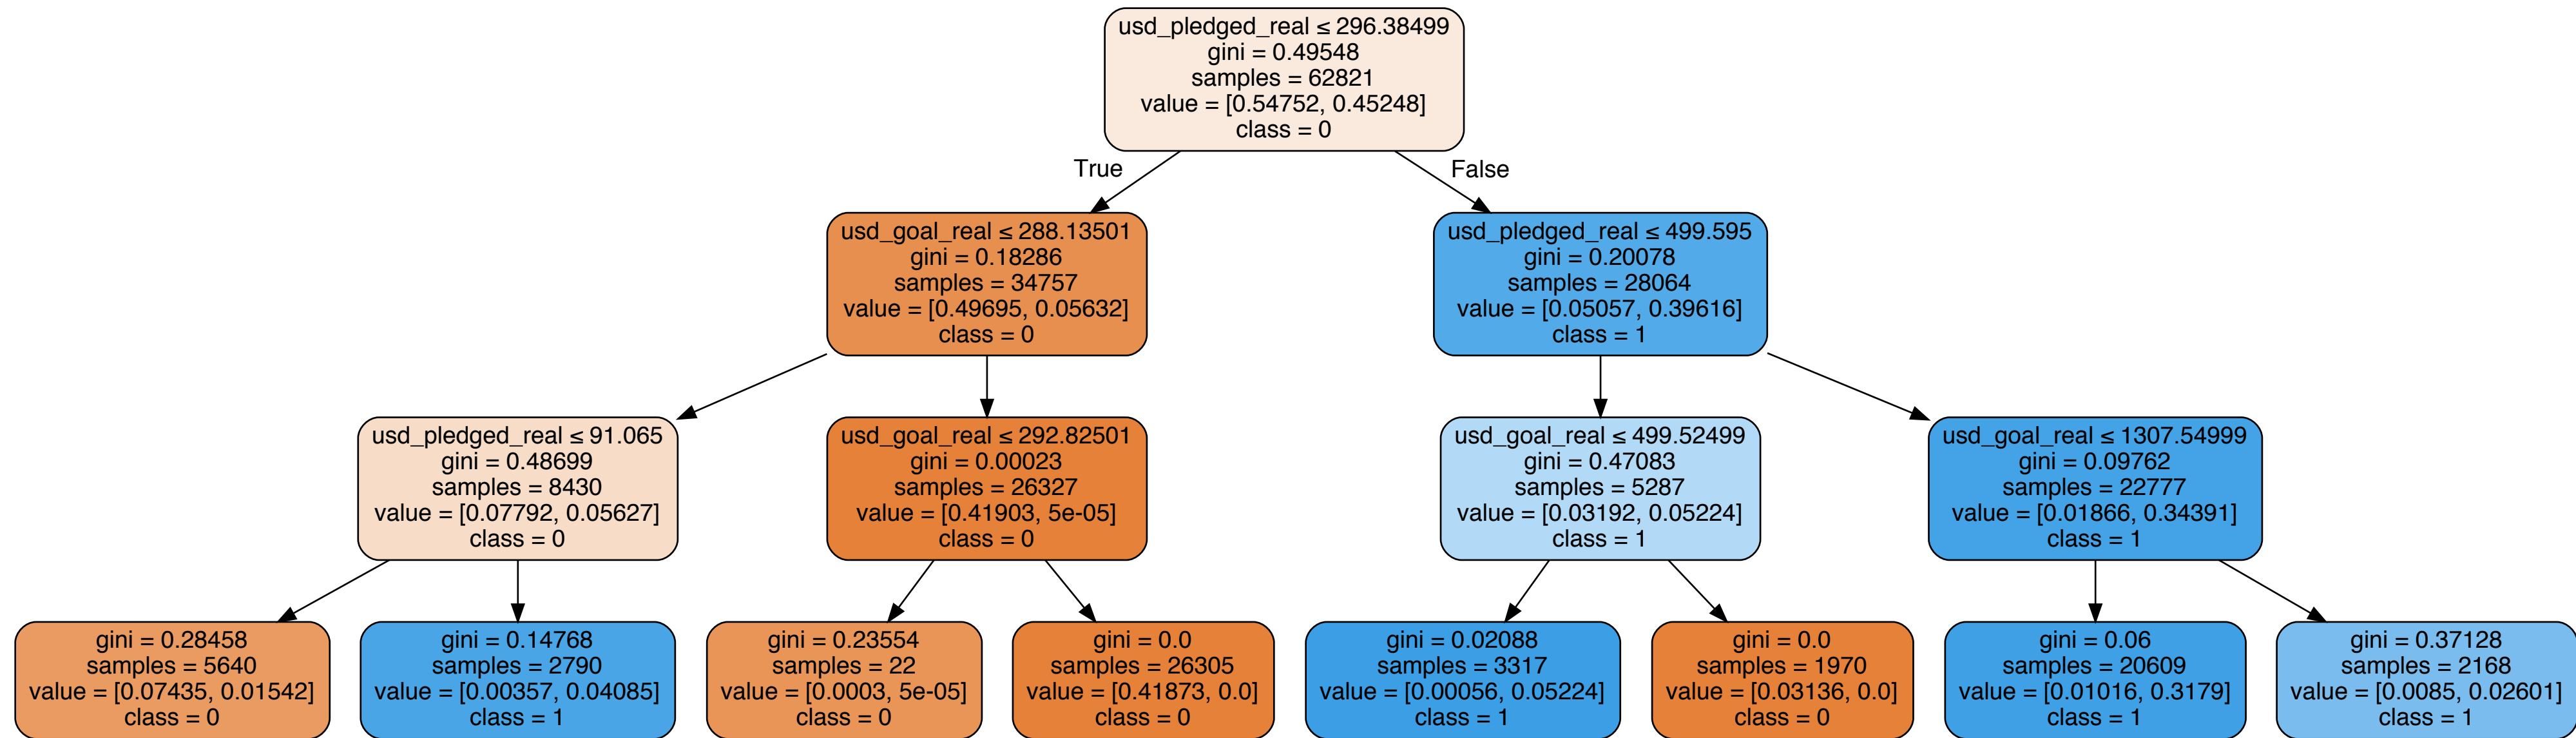 usd_pledged_real ≤ 296.38499
gini = 0.49548
samples = 62821
value = [0.54752, 0.45248]
class = 0
True
False
usd_goal_real ≤ 288.13501
gini = 0.18286
samples = 34757
value = [0.49695, 0.05632]
class = 0
usd_pledged_real ≤ 499.595
gini = 0.20078
samples = 28064
value = [0.05057, 0.39616]
class = 1
usd_pledged_real ≤ 91.065
gini = 0.48699
samples = 8430
value = [0.07792, 0.05627]
class = 0
usd_goal_real ≤ 292.82501
gini = 0.00023
samples = 26327
value = [0.41903, 5e-05]
class = 0
usd_goal_real ≤ 499.52499
gini = 0.47083
samples = 5287
value = [0.03192, 0.05224]
class = 1
usd_goal_real ≤ 1307.54999
gini = 0.09762
samples = 22777
value = [0.01866, 0.34391]
class = 1
gini = 0.28458
samples = 5640
value = [0.07435, 0.01542]
class = 0
gini = 0.14768
samples = 2790
value = [0.00357, 0.04085]
class = 1
gini = 0.23554
samples = 22
value = [0.0003, 5e-05]
class = 0
gini = 0.0
samples = 26305
value = [0.41873, 0.0]
class = 0
gini = 0.02088
samples = 3317
value = [0.00056, 0.05224]
class = 1
gini = 0.0
samples = 1970
value = [0.03136, 0.0]
class = 0
gini = 0.06
samples = 20609
value = [0.01016, 0.3179]
class = 1
gini = 0.37128
samples = 2168
value = [0.0085, 0.02601]
class = 1